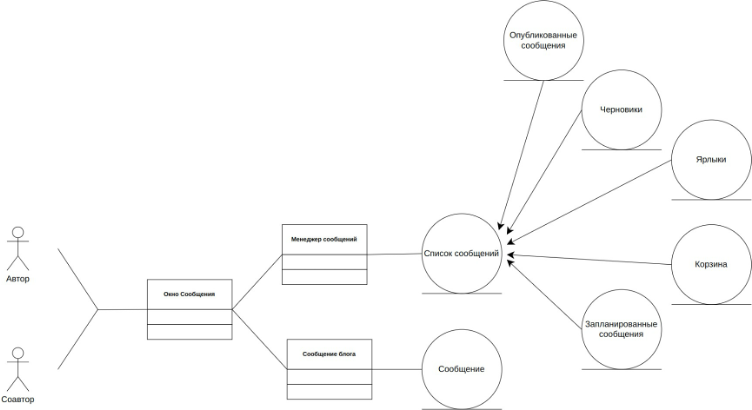 Опубликованные
сообщения
Черновики
Ярлыки
Менеджер сообщений
Список сообщений
Автор
Корзина
Окно Сообщения
Запланированные
сообщения
Сообщение блога
Сообщение
Соавтор